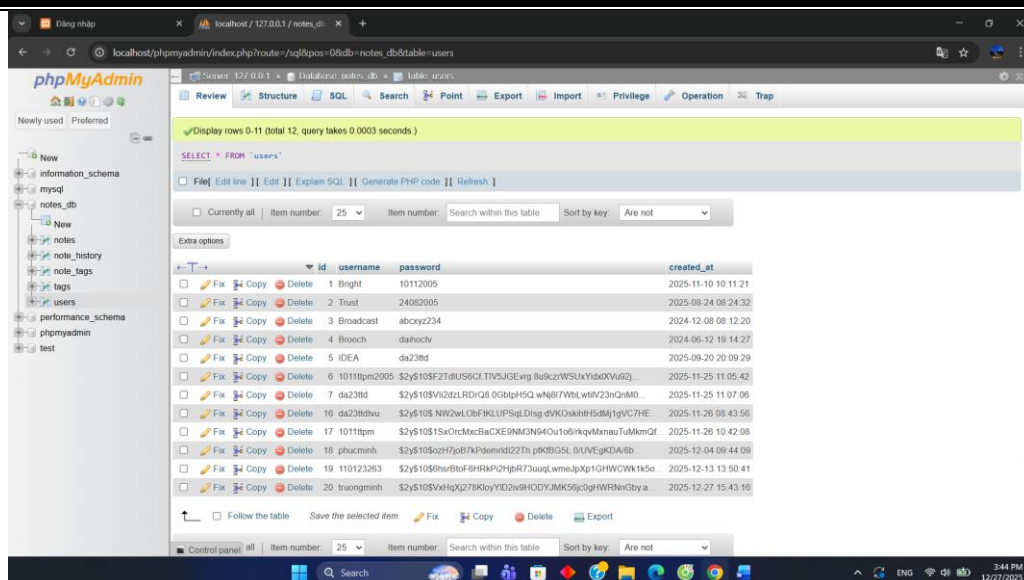 Đăng nhập
localhost / 127.0.0.1 / notes_db
localhost/phpmyadmin/index.php?route=/sql&pos=0&db=notes_db&table=users
phpMyAdmin
Newly used Preferred
New
information_schema
mysql
notes_db
New
notes
note_history
note_tags
tags
users
performance_schema
phpmyadmin
test
Server: 127.0.0.1 » Database: notes_db » Table: users
Review Structure SQL Search Point Export Import Privilege Operation Trap
Display rows 0-11 (total 12, query takes 0.0003 seconds.)
SELECT * FROM `users`
File[ Edit line ][ Edit ][ Explain SQL ][ Generate PHP code ][ Refresh ]
Currently all Item number: 25 Item number: Search within this table Sort by key: Are not
Extra options
id username password created_at
Fix Copy Delete 1 Bright 10112005 2025-11-10 10:11:21
Fix Copy Delete 2 Trust 24082005 2025-08-24 08:24:32
Fix Copy Delete 3 Broadcast abcxyz234 2024-12-08 08:12:20
Fix Copy Delete 4 Brooch daihoctv 2024-06-12 19:14:27
Fix Copy Delete 5 IDEA da23ttd 2025-09-20 20:09:29
Fix Copy Delete 6 1011ttpm2005 2025-11-25 11:05:42
Fix Copy Delete 7 da23ttd 2025-11-25 11:07:06
Fix Copy Delete 16 da23ttdtvu 2025-11-26 08:43:56
Fix Copy Delete 17 1011ttpm 2025-11-26 10:42:08
Fix Copy Delete 18 phucminh 2025-12-04 09:44:09
Fix Copy Delete 19 110123263 2025-12-13 13:50:41
Fix Copy Delete 20 truongminh 2025-12-27 15:43:16
Follow the table Save the selected item Fix Copy Delete Export
Control panel all Item number: 25 Item number: Search within this table Sort by key: Are not
Search
ENG
3:44 PM
12/27/2025